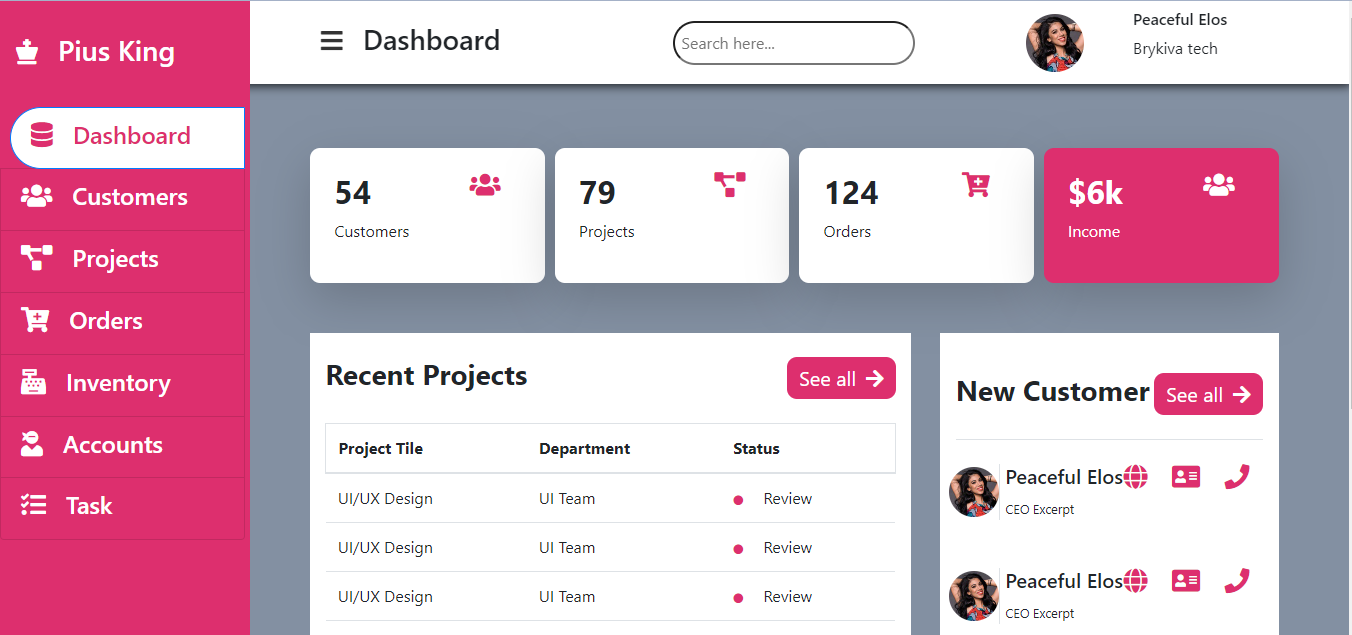 Pius King
Dashboard
Customers
Projects
Orders
Inventory
Accounts
Task
Dashboard
Search here...
Peaceful Elos
Brykiva tech
54
Customers
79
Projects
124
Orders
$6k
Income
Recent Projects
See all
Project Tile Department Status
UI/UX Design UI Team Review
UI/UX Design UI Team Review
UI/UX Design UI Team Review
New Customer
See all
Peaceful Elos
CEO Excerpt
Peaceful Elos
CEO Excerpt